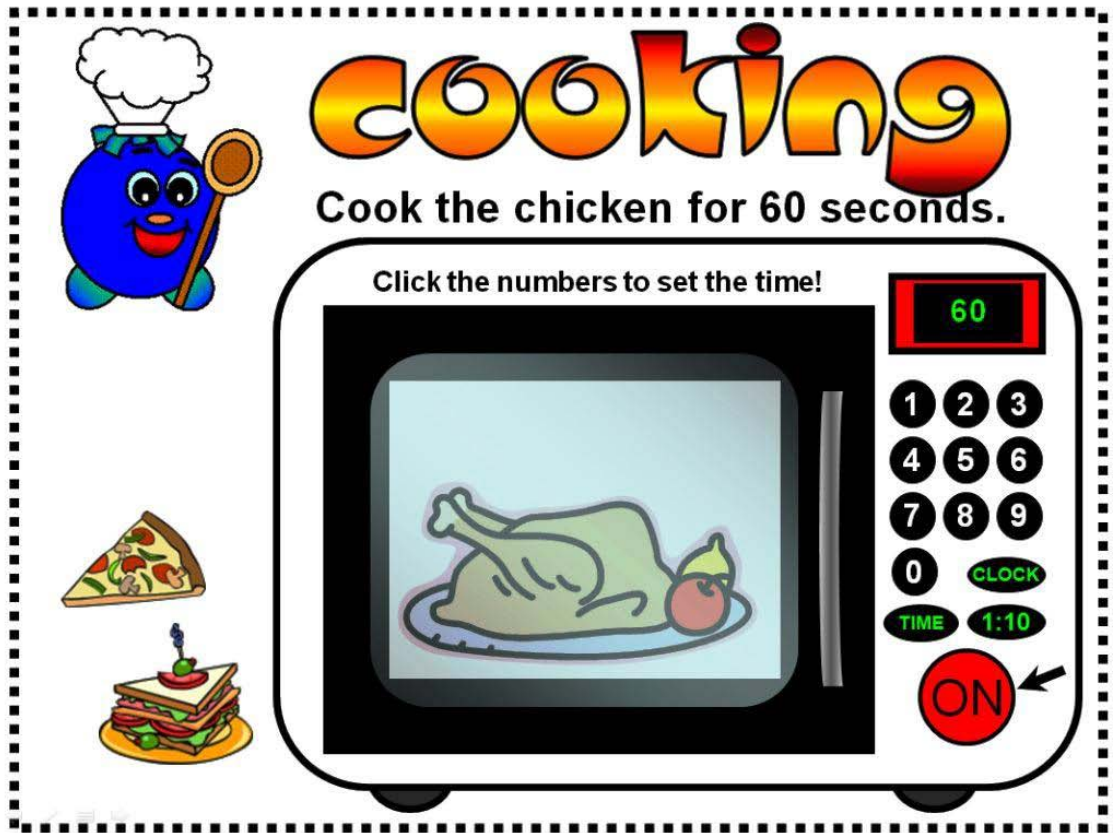 cooking
Cook the chicken for 60 seconds.
Click the numbers to set the time!
60
1 2 3
4 5 6
7 8 9
0 CLOCK
TIME 1:10
ON